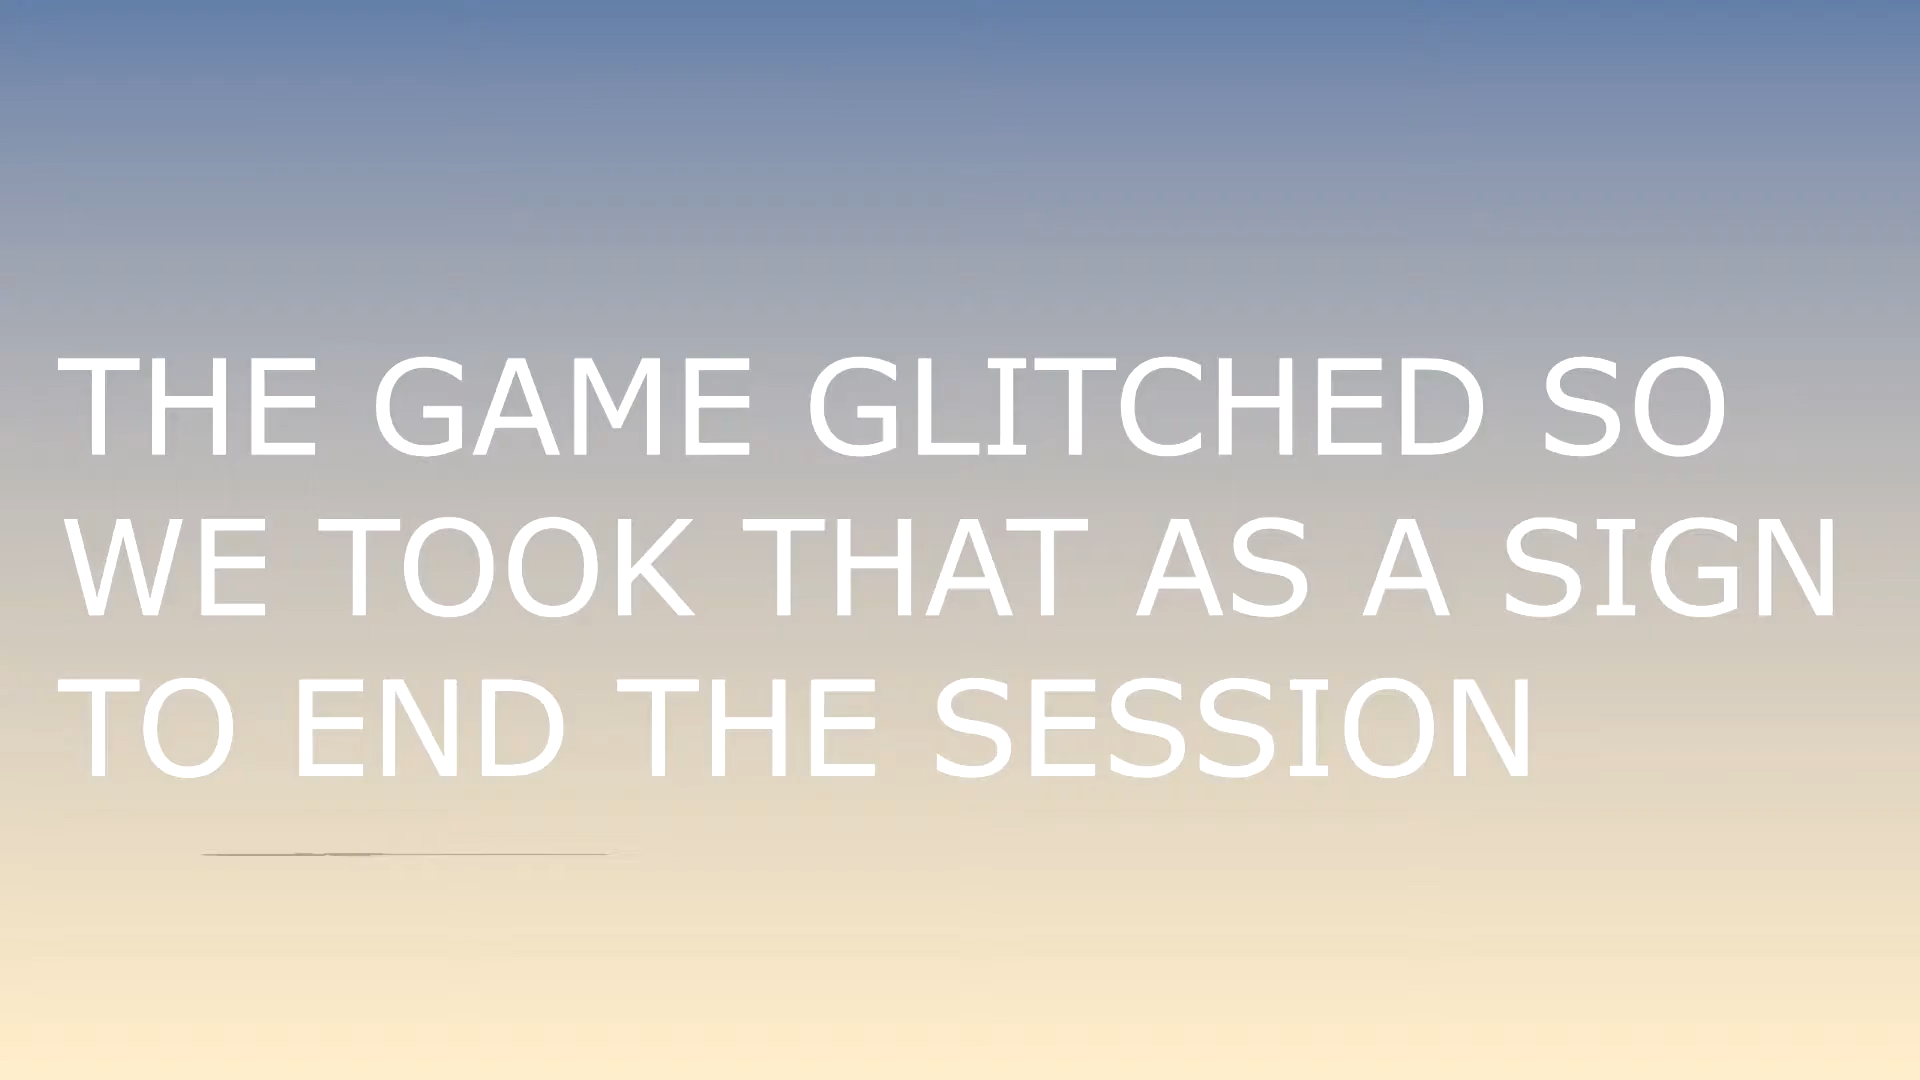 THE GAME GLITCHED SO
WE TOOK THAT AS A SIGN
TO END THE SESSION